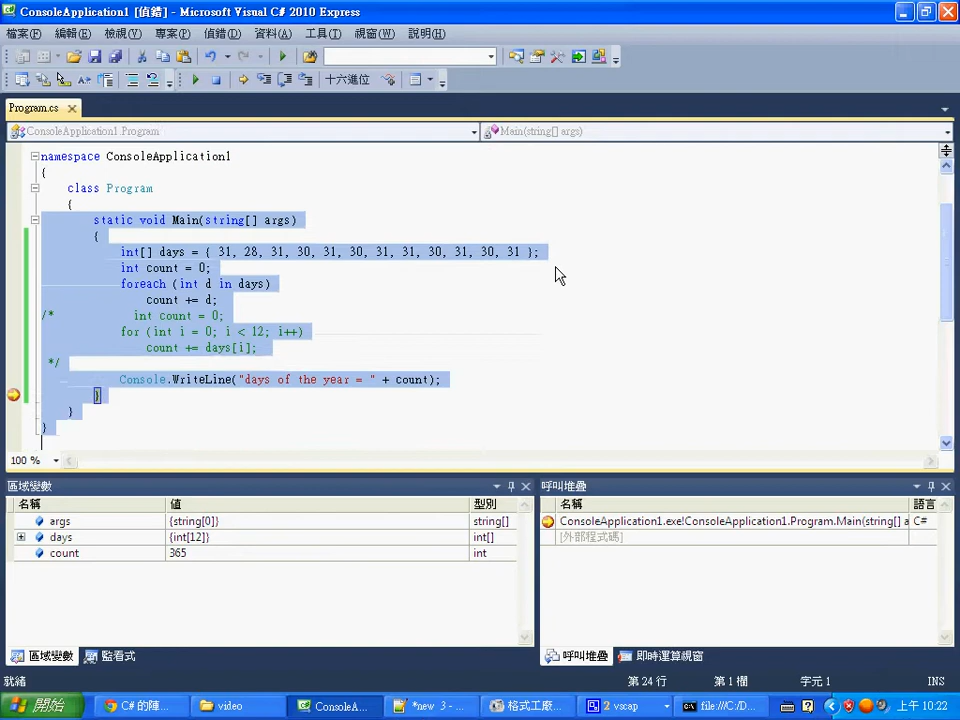 ConsoleApplication1 [偵錯] - Microsoft Visual C# 2010 Express
檔案(F) 編輯(E) 檢視(V) 專案(P) 偵錯(D) 資料(A) 工具(T) 視窗(W) 說明(H)
十六進位
Program.cs
ConsoleApplication1.Program
Main(string[] args)
namespace ConsoleApplication1
{
class Program
{
static void Main(string[] args)
{
int[] days = { 31, 28, 31, 30, 31, 30, 31, 31, 30, 31, 30, 31 };
int count = 0;
foreach (int d in days)
count += d;
/* int count = 0;
for (int i = 0; i < 12; i++)
count += days[i];
*/
Console.WriteLine("days of the year = " + count);
}
}
}
100 %
區域變數
名稱 值 型別
args {string[0]} string[]
days {int[12]} int[]
count 365 int
區域變數 監看式
呼叫堆疊
名稱 語言
ConsoleApplication1.exe!ConsoleApplication1.Program.Main(string[] a C#
[外部程式碼]
呼叫堆疊 即時運算視窗
就緒 第 24 行 第 1 欄 字元 1 INS
開始 C# 的陣... video ConsoleA... *new 3 - ... 格式工廠... 2 vscap file:///C:/D... 上午 10:22